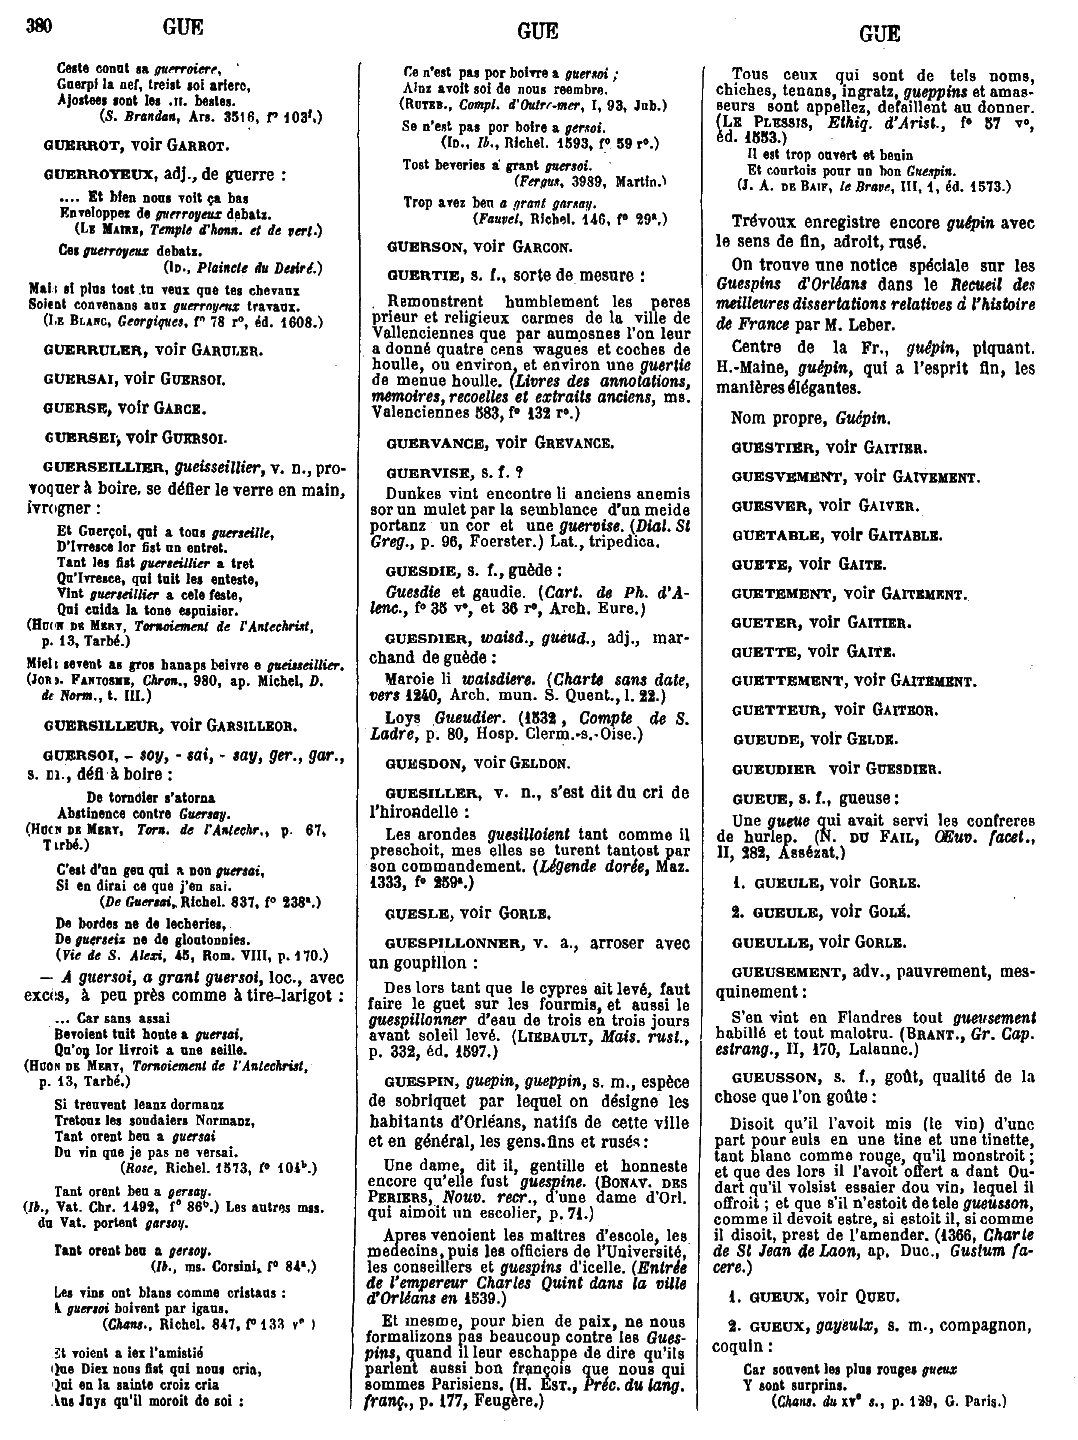 380 GUE GUE GUE
Ceste conut sa guerroiere,
Guerpi la nef, treist soi ariere,
Ajostees sont les .II. bestes.
(S. Brandan, Ars. 3516, f° 103d.)
GUERROT, voir GARROT.
GUERROYEUX, adj., de guerre :
.... Et bien nous voit ça bas
Enveloppez de guerroyeux debatz.
(LE MAIRE, Temple d'honn. et de vert.)
Ces guerroyeux debatz.
(ID., Plaincte du Desiré.)
Mais si plus tost tu veux que tes chevaux
Soient convenans aux guerroyeux travaux.
(LE BLANC, Georgiques, f° 78 r°, éd. 1608.)
GUERRULER, voir GARULER.
GUERSAI, voir GUERSOI.
GUERSE, voir GARCE.
GUERSEI, voir GUERSOI.
GUERSEILLIER, gueisseillier, v. n., pro-
voquer à boire, se défier le verre en main,
ivrogner :
Et Guerçoi, qui a tous guerseille,
D'Ivresce lor fist un entret.
Tant les fist guerseillier a tret
Qu'Ivresce, qui tuit les enteste,
Vint guerseillier a cele feste,
Qui cuida la tone espuisier.
(HUON DE MERY, Tornoiement de l'Antechrist,
p. 13, Tarbé.)
Mielz sevent as gros hanaps beivre e gueisseillier.
(JORD. FANTOSME, Chron., 980, ap. Michel, D.
de Norm., t. III.)
GUERSILLEUR, voir GARSILLEOR.
GUERSOI, - soy, - sai, - say, ger., gar.,
s. m., défi à boire :
De tornoier s'atorna
Abstinence contre Guersay.
(HUON DE MERY, Torn. de l'Antechr., p. 67,
Tarbé.)
C'est d'un geu qui a non guersai,
Si en dirai ce que j'en sai.
(De Guersai, Richel. 837, f° 238a.)
De bordes ne de lecheries,
De guerseiz ne de gloutonnies.
(Vie de S. Alexi, 45, Rom. VIII, p. 170.)
— A guersoi, a grant guersoi, loc., avec
excès, à peu près comme à tire-larigot :
... Car sans assai
Bevoient tuit honte a guersai,
Qu'on lor livroit a une seille.
(HUON DE MERY, Tornoiement de l'Antechrist,
p. 13, Tarbé.)
Si treuvent leanz dormanz
Tretouz les soudaiers Normanz,
Tant orent beu a guersai
Du vin que je pas ne versai.
(Rose, Richel. 1573, f° 104b.)
Tant orent beu a gersay.
(Ib., Vat. Chr. 1492, f° 86b.) Les autres mss.
du Vat. portent garsoy.
Tant orent beu a gersoy.
(Ib., ms. Corsini, f° 84a.)
Les vins ont blans comme cristaus :
A guersoi boivent par igaus.
(Chans., Richel. 847, f° 133 v°)
Et voient a iex l'amistié
Que Diex nous fist qui nous cria,
Qui en la sainte croiz cria
Aus Juys qu'il moroit de soi :
Ce n'est pas por boivre a guersoi ;
Ainz avoit soi de nous reembre.
(RUTEB., Compl. d'Outre-mer, I, 93, Jub.)
Se n'est pas por boire a gersoi.
(ID., Ib., Richel. 1593, f° 59 r°.)
Tost beveries a grant guersoi.
(Fergus, 3989, Martin.)
Trop avez beu a grant garsay.
(Fauvel, Richel. 146, f° 29a.)
GUERSON, voir GARCON.
GUERTIE, s. f., sorte de mesure :
Remonstrent humblement les peres
prieur et religieux carmes de la ville de
Vallenciennes que par aumosnes l'on leur
a donné quatre cens wagues et coches de
houlle, ou environ, et environ une guertie
de menue houlle. (Livres des annotations,
memoires, recoelles et extraits anciens, ms.
Valenciennes 583, f° 132 r°.)
GUERVANCE, voir GREVANCE.
GUERVISE, s. f. ?
Dunkes vint encontre li anciens anemis
sor un mulet par la semblance d'un meide
portanz un cor et une guervise. (Dial. St
Greg., p. 96, Foerster.) Lat., tripedica.
GUESDIE, s. f., guède :
Guesdie et gaudie. (Cart. de Ph. d'A-
lenc., f° 35 v°, et 36 r°, Arch. Eure.)
GUESDIER, waisd., gueud., adj., mar-
chand de guède :
Maroie li waisdiere. (Charte sans date,
vers 1240, Arch. mun. S. Quent., l. 22.)
Loys Gueudier. (1532, Compte de S.
Ladre, p. 80, Hosp. Clerm.-s.-Oise.)
GUESDON, voir GELDON.
GUESILLER, v. n., s'est dit du cri de
l'hirondelle :
Les arondes guesilloient tant comme il
preschoit, mes elles se turent tantost par
son commandement. (Légende dorée, Maz.
1333, f° 259a.)
GUESLE, voir GORLE.
GUESPILLONNER, v. a., arroser avec
un goupillon :
Des lors tant que le cypres ait levé, faut
faire le guet sur les fourmis, et aussi le
guespillonner d'eau de trois en trois jours
avant soleil levé. (LIEBAULT, Mais. rust.,
p. 332, éd. 1597.)
GUESPIN, guepin, gueppin, s. m., espèce
de sobriquet par lequel on désigne les
habitants d'Orléans, natifs de cette ville
et en général, les gens fins et rusés :
Une dame, dit il, gentille et honneste
encore qu'elle fust guespine. (BONAV. DES
PERIERS, Nouv. recr., d'une dame d'Orl.
qui aimoit un escolier, p. 71.)
Apres venoient les maîtres d'escole, les
medecins, puis les officiers de l'Université,
les conseillers et guespins d'icelle. (Entrée
de l'empereur Charles Quint dans la ville
d'Orléans en 1539.)
Et mesme, pour bien de paix, ne nous
formalizons pas beaucoup contre les Gues-
pins, quand il leur eschappe de dire qu'ils
parlent aussi bon françois que nous qui
sommes Parisiens. (H. EST., Préc. du lang.
franç., p. 177, Feugère.)
Tous ceux qui sont de tels noms,
chiches, tenans, ingratz, gueppins et amas-
seurs sont appellez, defaillent au donner.
(LE PLESSIS, Ethiq. d'Arist., f° 57 v°,
éd. 1553.)
Il est trop ouvert et benin
Et courtois pour un bon Guespin.
(J. A. DE BAIF, le Brave, III, 1, éd. 1573.)
Trévoux enregistre encore guépin avec
le sens de fin, adroit, rusé.
On trouve une notice spéciale sur les
Guespins d'Orléans dans le Recueil des
meilleures dissertations relatives à l'histoire
de France par M. Leber.
Centre de la Fr., guépin, piquant.
H.-Maine, guépin, qui a l'esprit fin, les
manières élégantes.
Nom propre, Guépin.
GUESTIER, voir GAITIER.
GUESVEMENT, voir GAIVEMENT.
GUESVER, voir GAIVER.
GUETABLE, voir GAITABLE.
GUETE, voir GAITE.
GUETEMENT, voir GAITEMENT.
GUETER, voir GAITIER.
GUETTE, voir GAITE.
GUETTEMENT, voir GAITEMENT.
GUETTEUR, voir GAITEOR.
GUEUDE, voir GELDE.
GUEUDIER voir GUESDIER.
GUEUE, s. f., gueuse :
Une gueue qui avait servi les confreres
de hurlep. (N. DU FAIL, Œuv. facet.,
II, 282, Assézat.)
1. GUEULE, voir GORLE.
2. GUEULE, voir GOLÉ.
GUEULLE, voir GORLE.
GUEUSEMENT, adv., pauvrement, mes-
quinement :
S'en vint en Flandres tout gueusement
habillé et tout malotru. (BRANT., Gr. Cap.
estrang., II, 170, Lalanne.)
GUEUSSON, s. f., goût, qualité de la
chose que l'on goûte :
Disoit qu'il l'avoit mis (le vin) d'une
part pour euls en une tine et une tinette,
tant blanc comme rouge, qu'il monstroit ;
et que des lors il l'avoit offert a dant Ou-
dart qu'il volsist essaier dou vin, lequel il
offroit ; et que s'il n'estoit de tele gueusson,
comme il devoit estre, si estoit il, si comme
il disoit, prest de l'amender. (1366, Charte
de St Jean de Laon, ap. Duc., Gustum fa-
cere.)
1. GUEUX, voir QUEU.
2. GUEUX, gayeulx, s. m., compagnon,
coquin :
Car souvent les plus rouges gueux
Y sont surprins.
(Chans. du XVe s., p. 129, G. Paris.)